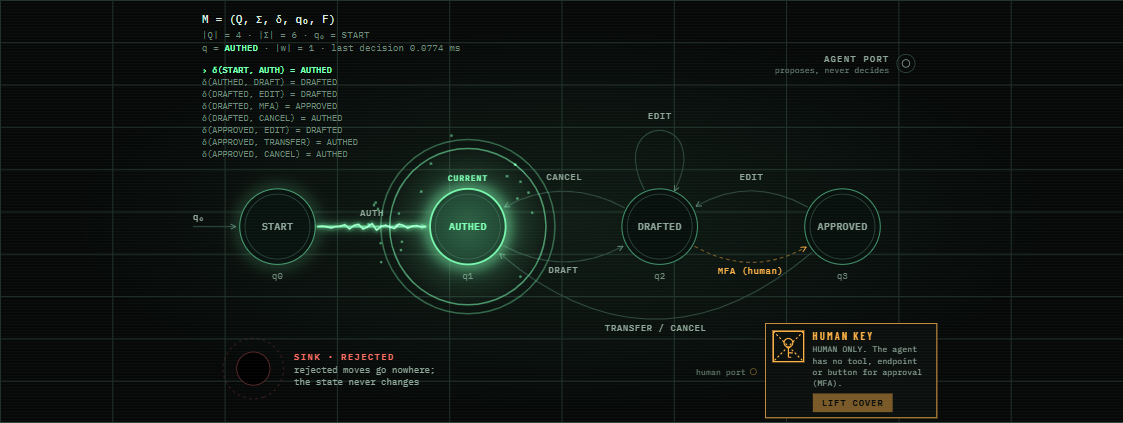 M = (Q, Σ, δ, q₀, F)
|Q| = 4 · |Σ| = 6 · q₀ = START
q = AUTHED · |w| = 1 · last decision 0.0774 ms
› δ(START, AUTH) = AUTHED
δ(AUTHED, DRAFT) = DRAFTED
δ(DRAFTED, EDIT) = DRAFTED
δ(DRAFTED, MFA) = APPROVED
δ(DRAFTED, CANCEL) = AUTHED
δ(APPROVED, EDIT) = DRAFTED
δ(APPROVED, TRANSFER) = AUTHED
δ(APPROVED, CANCEL) = AUTHED
AGENT PORT
proposes, never decides
EDIT
CURRENT
CANCEL
EDIT
q₀
AUTH
START
AUTHED
DRAFTED
APPROVED
q0
q1
DRAFT
q2
MFA (human)
q3
TRANSFER / CANCEL
SINK · REJECTED
rejected moves go nowhere;
the state never changes
human port
HUMAN KEY
HUMAN ONLY. The agent
has no tool, endpoint
or button for approval
(MFA).
LIFT COVER